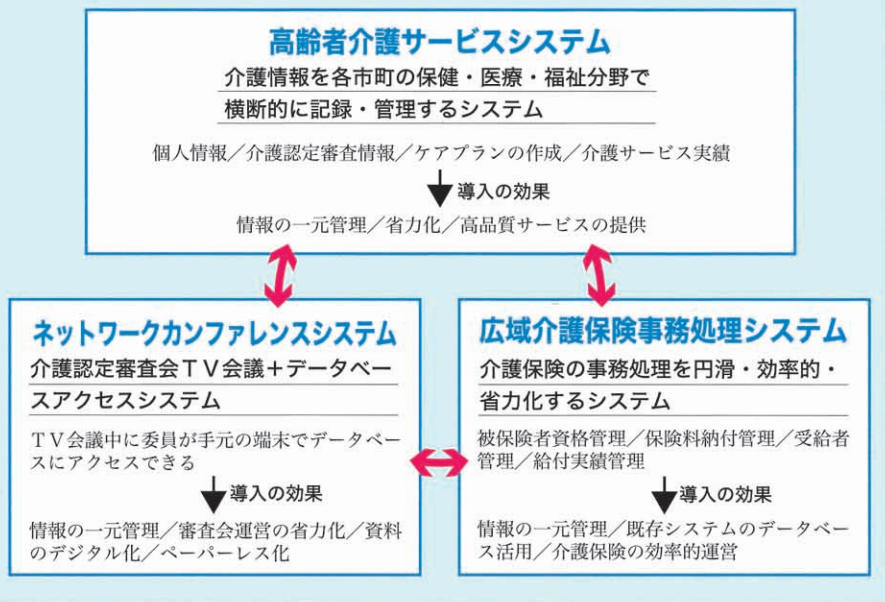 高齢者介護サービスシステム
介護情報を各市町の保健・医療・福祉分野で
横断的に記録・管理するシステム
個人情報／介護認定審査情報／ケアプランの作成／介護サービス実績
導入の効果
情報の一元管理／省力化／高品質サービスの提供
ネットワークカンファレンスシステム
介護認定審査会ＴＶ会議＋データベー
スアクセスシステム
ＴＶ会議中に委員が手元の端末でデータベー
スにアクセスできる
導入の効果
情報の一元管理／審査会運営の省力化／資料
のデジタル化／ペーパーレス化
広域介護保険事務処理システム
介護保険の事務処理を円滑・効率的・
省力化するシステム
被保険者資格管理／保険料納付管理／受給者
管理／給付実績管理
導入の効果
情報の一元管理／既存システムのデータベー
ス活用／介護保険の効率的運営